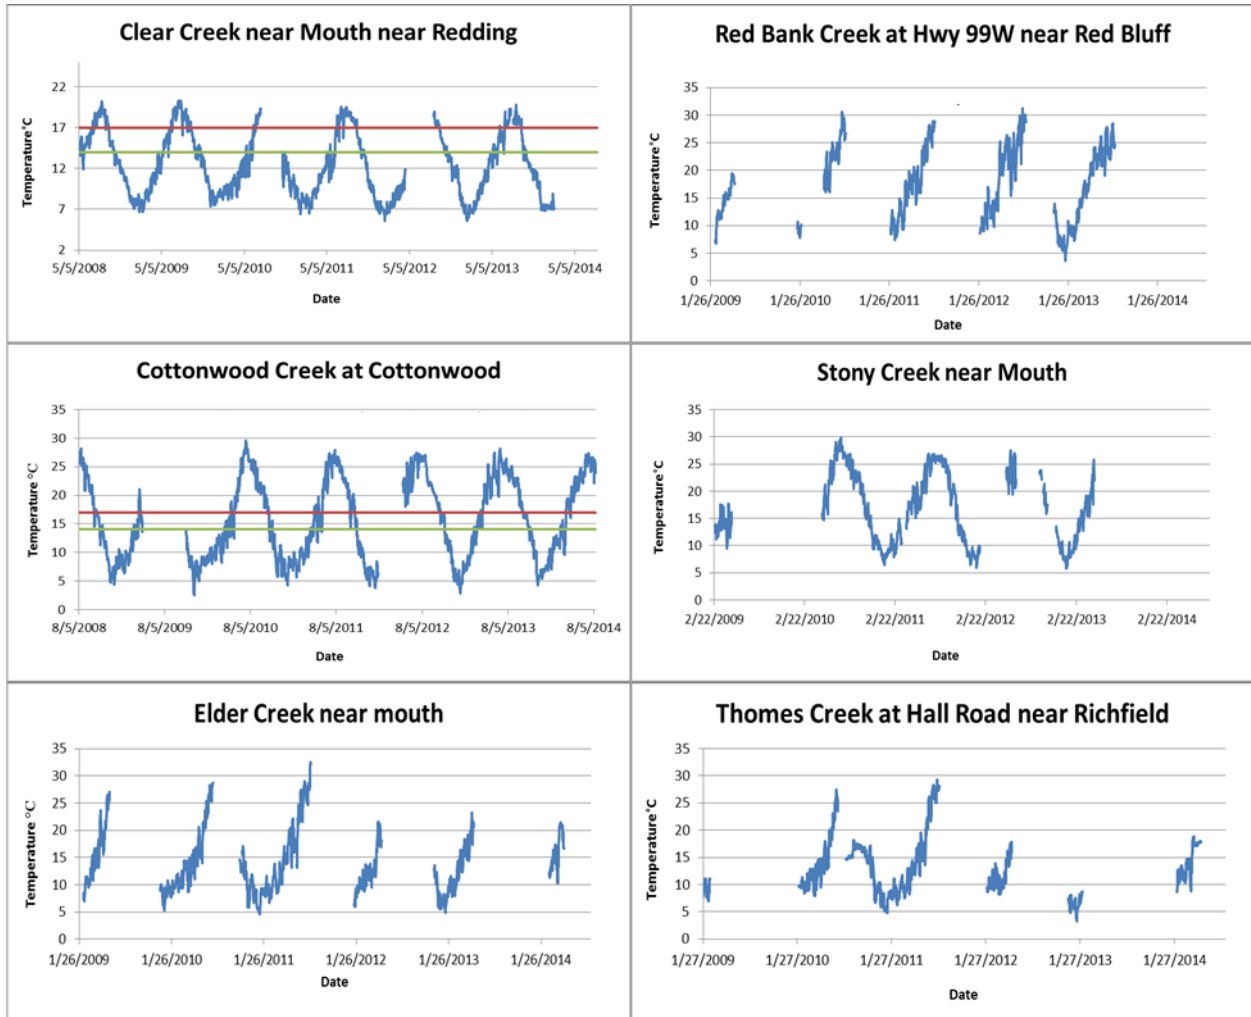 Clear Creek near Mouth near Redding
Temperature°C
22
17
12
7
2
5/5/2008 5/5/2009 5/5/2010 5/5/2011 5/5/2012 5/5/2013 5/5/2014
Date
Red Bank Creek at Hwy 99W near Red Bluff
Temperature°C
35
30
25
20
15
10
5
0
1/26/2009 1/26/2010 1/26/2011 1/26/2012 1/26/2013 1/26/2014
Date
Cottonwood Creek at Cottonwood
Temperature °C
35
30
25
20
15
10
5
0
8/5/2008 8/5/2009 8/5/2010 8/5/2011 8/5/2012 8/5/2013 8/5/2014
Date
Stony Creek near Mouth
Temperature°C
35
30
25
20
15
10
5
0
2/22/2009 2/22/2010 2/22/2011 2/22/2012 2/22/2013 2/22/2014
Date
Elder Creek near mouth
Temperature °C
35
30
25
20
15
10
5
0
1/26/2009 1/26/2010 1/26/2011 1/26/2012 1/26/2013 1/26/2014
Date
Thomes Creek at Hall Road near Richfield
Temperature°C
35
30
25
20
15
10
5
0
1/27/2009 1/27/2010 1/27/2011 1/27/2012 1/27/2013 1/27/2014
Date